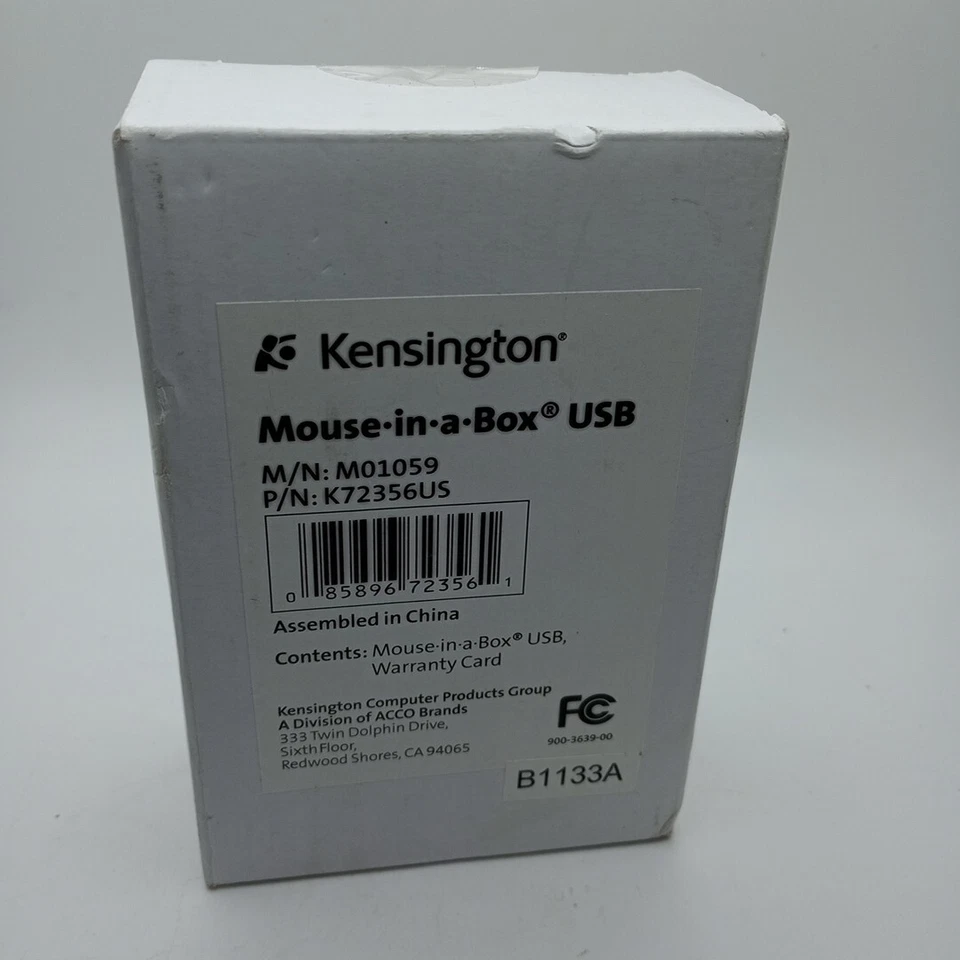 Kensington®
Mouse•in•a•Box® USB
M/N: M01059
P/N: K72356US
0 85896 72356 1
Assembled in China
Contents: Mouse•in•a•Box® USB,
Warranty Card
Kensington Computer Products Group
A Division of ACCO Brands
333 Twin Dolphin Drive,
Sixth Floor,
Redwood Shores, CA 94065
FC
900-3639-00
B1133A